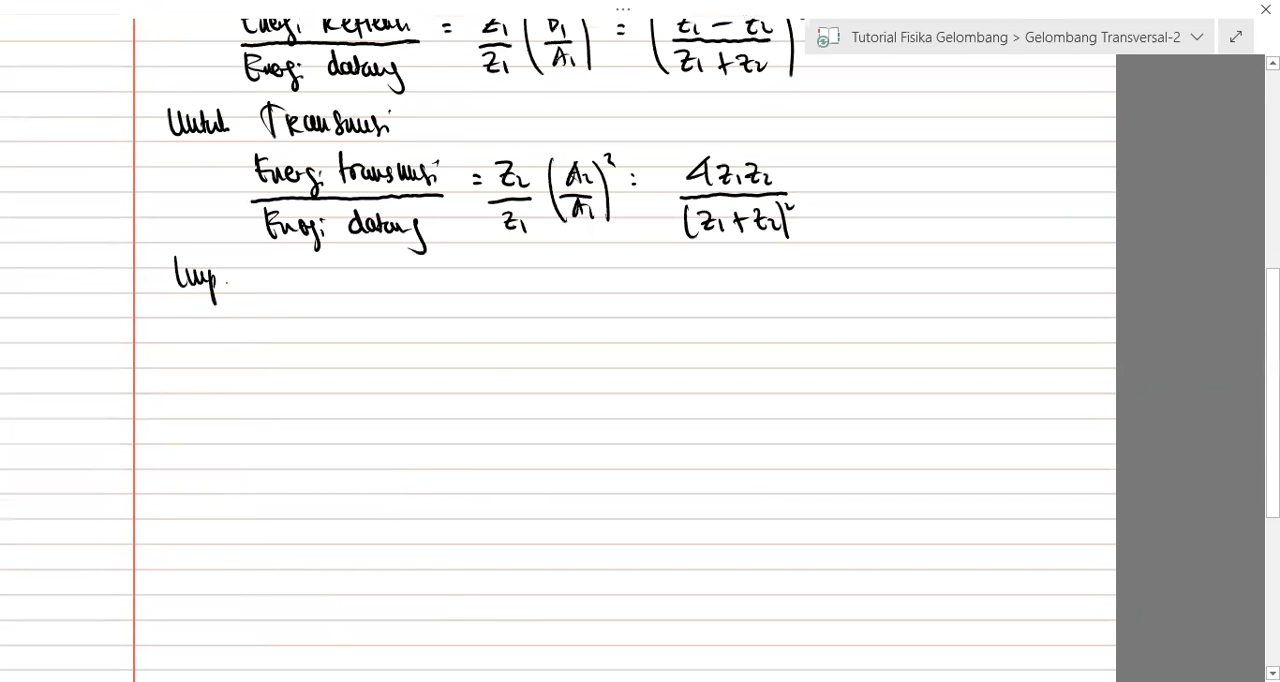 Tutorial Fisika Gelombang > Gelombang Transversal-2
Energi Refleksi / Energi datang = Z1/Z1 (B1/A1) = ((Z1 - Z2)/(Z1 + Z2))2
Untuk Transmisi
Energi transmisi / Energi datang = Z2/Z1 (A2/A1)² = 4Z1Z2/(Z1 + Z2)²
Imp.